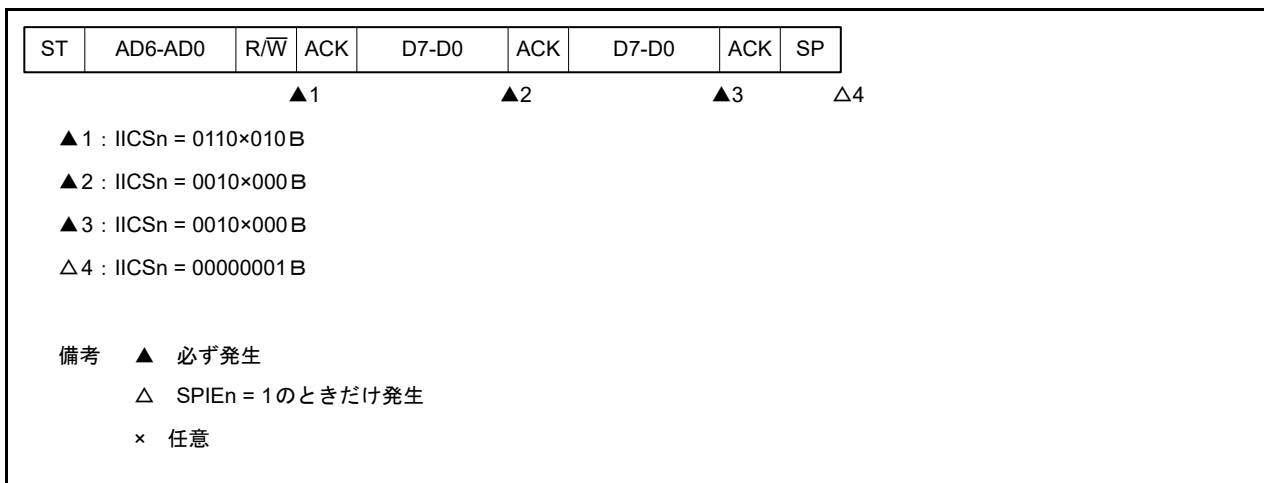 ST AD6-AD0 R/W̅ ACK D7-D0 ACK D7-D0 ACK SP
▲1 ▲2 ▲3 △4
▲1：IICSn = 0110×010B
▲2：IICSn = 0010×000B
▲3：IICSn = 0010×000B
△4：IICSn = 00000001B
備考 ▲ 必ず発生
△ SPIEn = 1のときだけ発生
× 任意